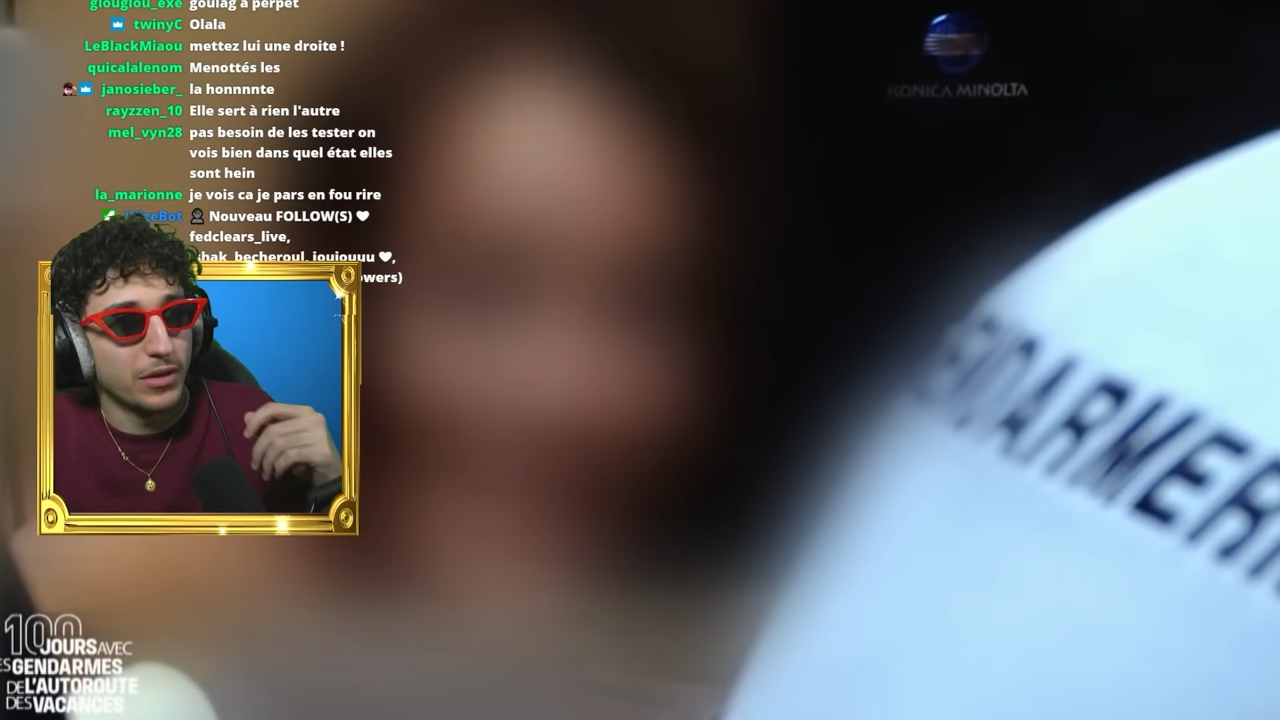 glouglou_exe goulag à perpet
twinyC Olala
LeBlackMiaou mettez lui une droite !
quicalalenom Menottés les
janosieber_ la honnnnte
rayzzen_10 Elle sert à rien l'autre
mel_vyn28 pas besoin de les tester on
vois bien dans quel état elles
sont hein
la_marionne je vois ca je pars en fou rire
Nouveau FOLLOW(S) ♥
fedclears_live,
shak_becheroul, joujouuu ♥,
KONICA MINOLTA
100
JOURS AVEC
GENDARMES
DE L'AUTOROUTE
DES VACANCES